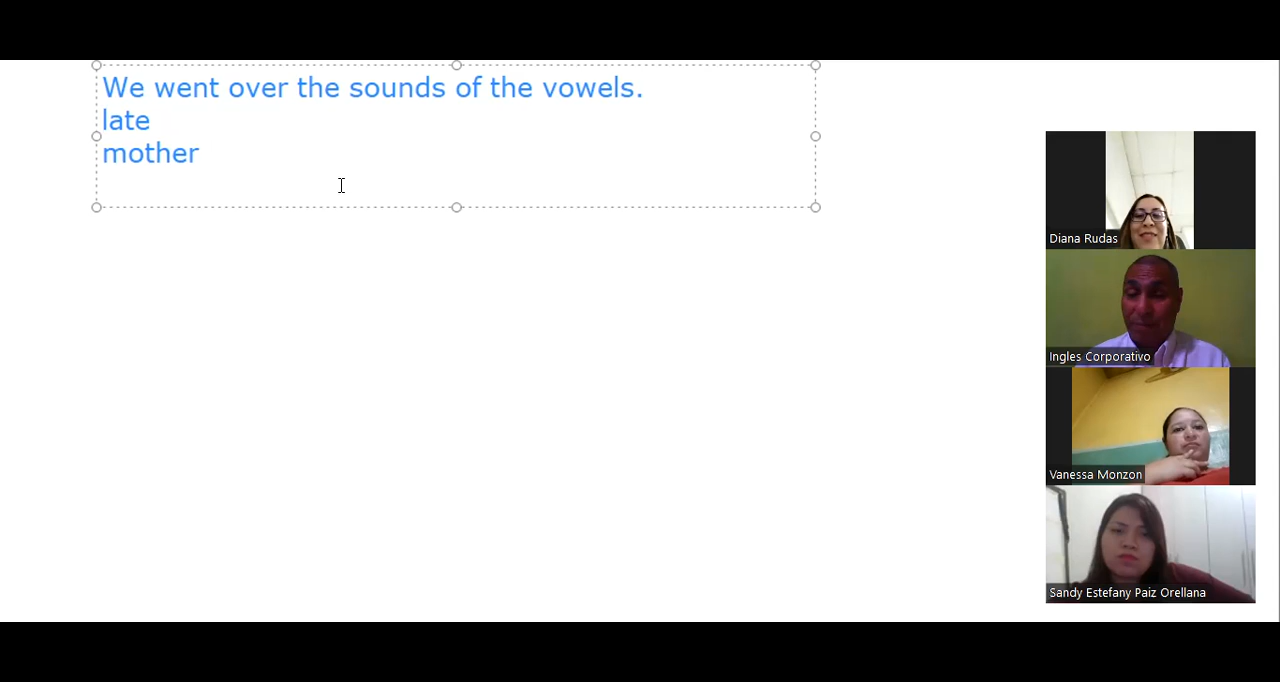 We went over the sounds of the vowels.
late
mother
Diana Rudas
Ingles Corporativo
Vanessa Monzon
Sandy Estefany Paiz Orellana